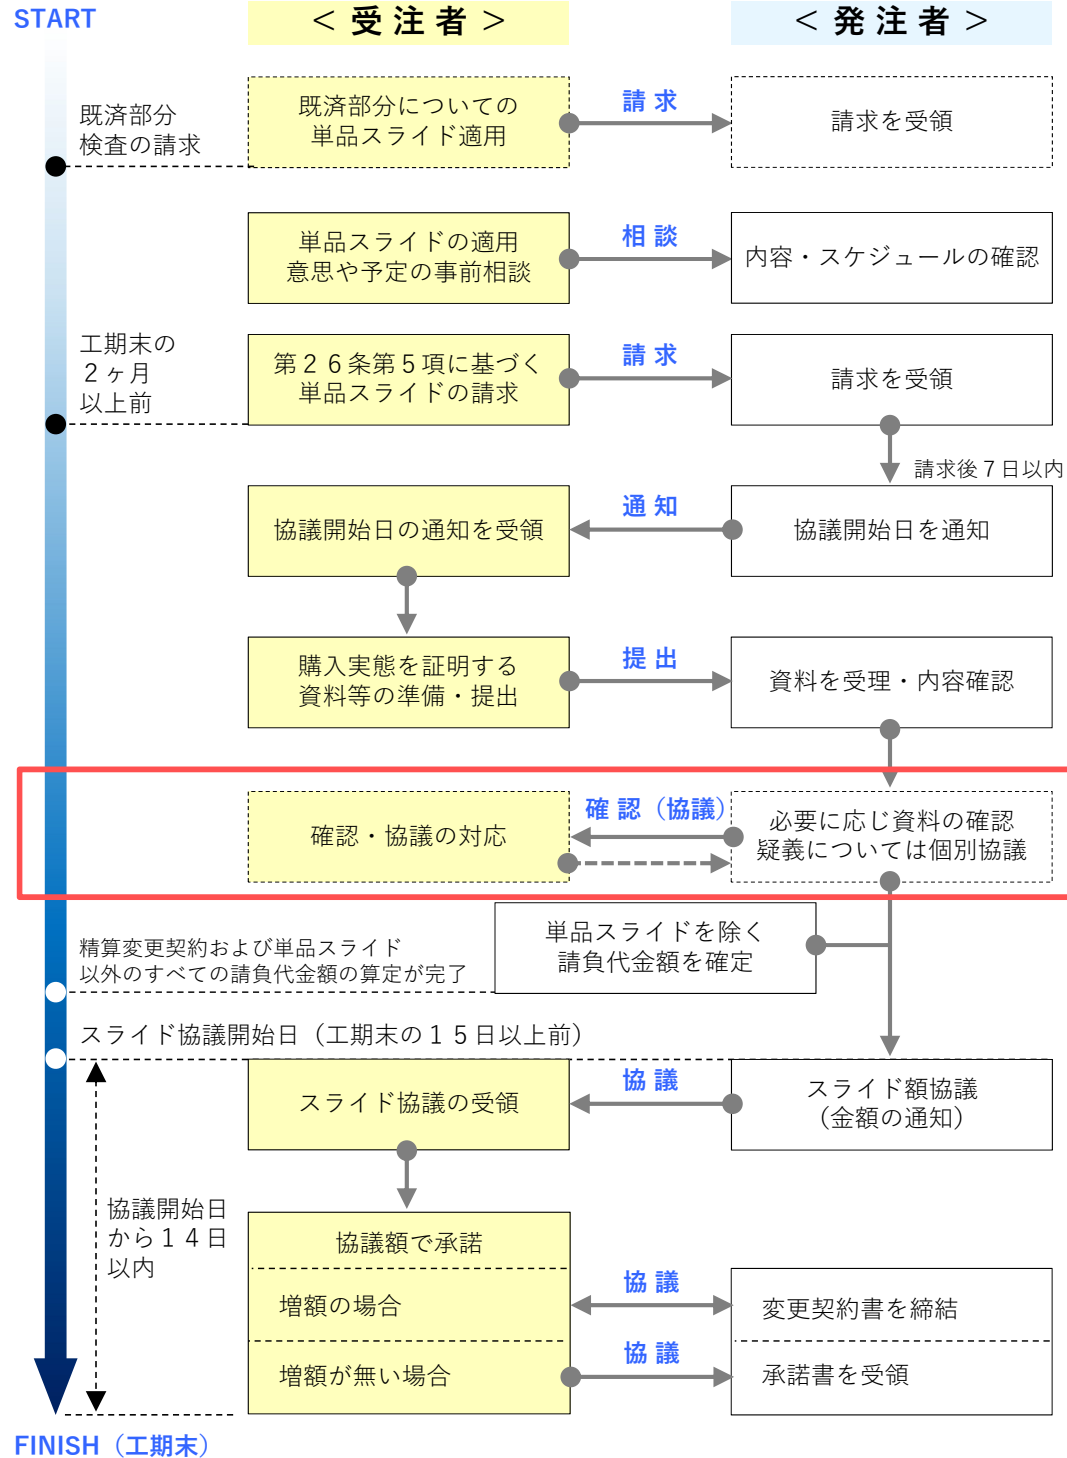 START
＜受注者＞
＜発注者＞
既済部分
検査の請求
既済部分についての
単品スライド適用
請求
請求を受領
単品スライドの適用
意思や予定の事前相談
相談
内容・スケジュールの確認
工期末の
２ヶ月
以上前
第２６条第５項に基づく
単品スライドの請求
請求
請求を受領
請求後７日以内
協議開始日の通知を受領
通知
協議開始日を通知
購入実態を証明する
資料等の準備・提出
提出
資料を受理・内容確認
確認・協議の対応
確認（協議）
必要に応じ資料の確認
疑義については個別協議
単品スライドを除く
請負代金額を確定
精算変更契約および単品スライド
以外のすべての請負代金額の算定が完了
スライド協議開始日（工期末の１５日以上前）
スライド協議の受領
協議
スライド額協議
（金額の通知）
協議開始日
から１４日
以内
協議額で承諾
増額の場合
協議
変更契約書を締結
増額が無い場合
協議
承諾書を受領
FINISH（工期末）